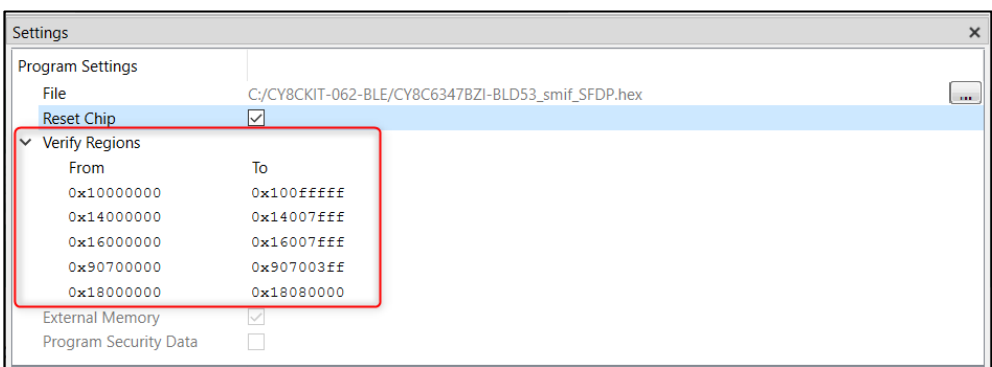 Settings
Program Settings
File C:/CY8CKIT-062-BLE/CY8C6347BZI-BLD53_smif_SFDP.hex ...
Reset Chip
Verify Regions
From To
0x10000000 0x100fffff
0x14000000 0x14007fff
0x16000000 0x16007fff
0x90700000 0x907003ff
0x18000000 0x18080000
External Memory
Program Security Data